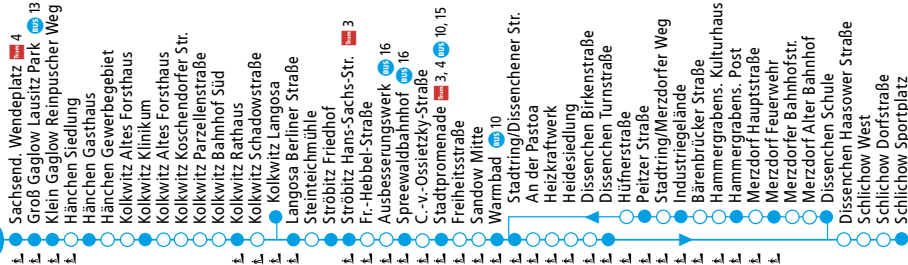 Sachsend. Wendeplatz Tram 4
Groß Gaglow Lausitz Park BUS 13
Klein Gaglow Reinpuscher Weg
Hänchen Siedlung
Hänchen Gasthaus
Hänchen Gewerbegebiet
Kolkwitz Altes Forsthaus
Kolkwitz Klinikum
Kolkwitz Altes Forsthaus
Kolkwitz Koschendorfer Str.
Kolkwitz Parzellenstraße
Kolkwitz Bahnhof Süd
Kolkwitz Rathaus
Kolkwitz Schadowstraße
Kolkwitz Langosa
Langosa Berliner Straße
Steinteichmühle
Ströbitz Friedhof
Ströbitz Hans-Sachs-Str. Tram 3
Fr.-Hebbel-Straße
Ausbesserungswerk BUS 16
Spreewaldbahnhof BUS 16
C.-v.-Ossietzky-Straße
Stadtpromenade Tram 3, 4 BUS 10, 15
Freiheitsstraße
Sandow Mitte
Warmbad BUS 10
Stadtring/Dissenchener Str.
An der Pastoa
Heizkraftwerk
Heidesiedlung
Dissenchen Birkenstraße
Dissenchen Turnstraße
Hüfnerstraße
Peitzer Straße
Stadtring/Merzdorfer Weg
Industriegelände
Bärenbrücker Straße
Hammergrabens. Kulturhaus
Hammergrabens. Post
Merzdorf Hauptstraße
Merzdorf Feuerwehr
Merzdorfer Bahnhofstr.
Merzdorf Alter Bahnhof
Dissenchen Schule
Dissenchen Haasower Straße
Schlichow West
Schlichow Dorfstraße
Schlichow Sportplatz